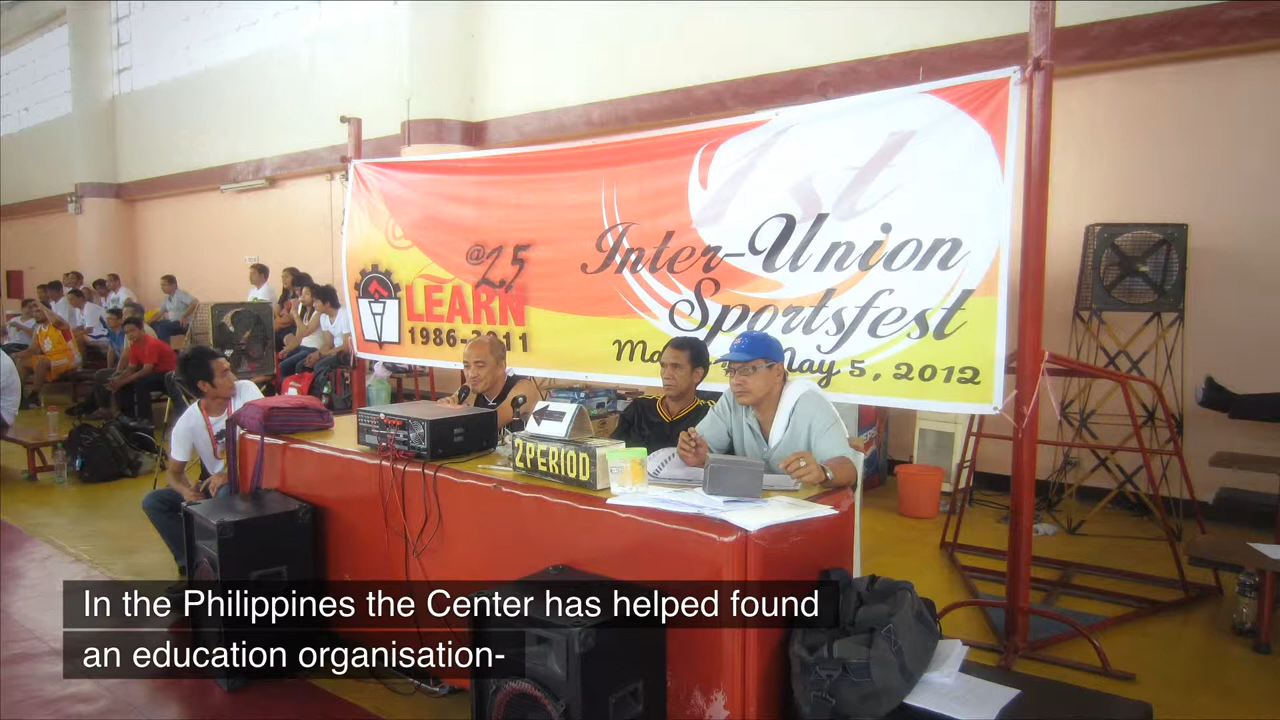 1st
@25
LEARN
1986-2011
Inter-Union
Sportsfest
May 5, 2012
2PERIOD
PEPSI
In the Philippines the Center has helped found
an education organisation-